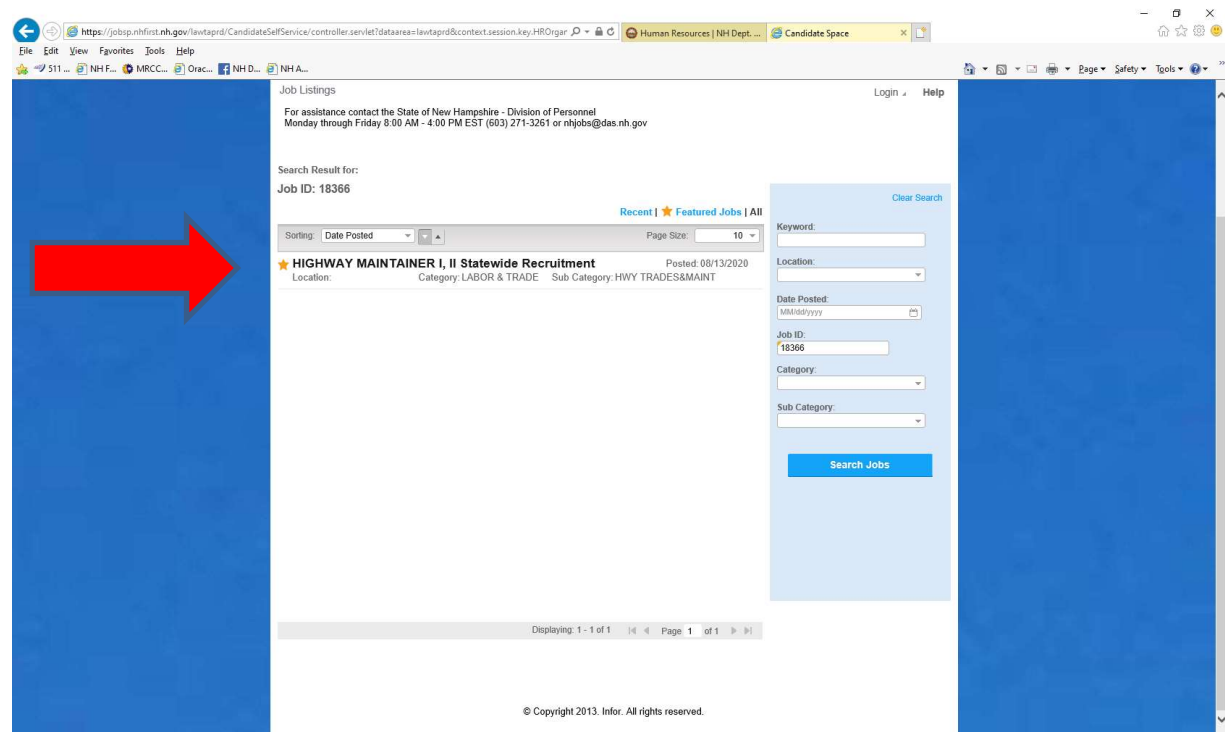 https://jobsp.nhfirst.nh.gov/lawtaprd/CandidateSelfService/controller.servlet?dataarea=lawtaprd&context.session.key.HROrgar
Human Resources | NH Dept. ...
Candidate Space
File Edit View Favorites Tools Help
511 ... NH F... MRCC... Orac... NH D... NH A...
Page Safety Tools
Job Listings
Login Help
For assistance contact the State of New Hampshire - Division of Personnel
Monday through Friday 8:00 AM - 4:00 PM EST (603) 271-3261 or nhjobs@das.nh.gov
Search Result for:
Job ID: 18366
Recent | Featured Jobs | All
Sorting: Date Posted Page Size: 10
HIGHWAY MAINTAINER I, II Statewide Recruitment Posted: 08/13/2020
Location: Category: LABOR & TRADE Sub Category: HWY TRADES&MAINT
Clear Search
Keyword:
Location:
Date Posted:
MM/dd/yyyy
Job ID:
18366
Category:
Sub Category:
Search Jobs
Displaying: 1 - 1 of 1 Page 1 of 1
© Copyright 2013. Infor. All rights reserved.